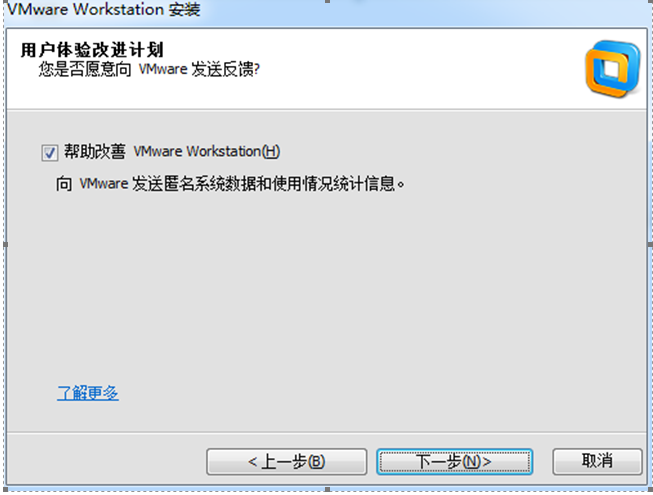 VMware Workstation 安装
用户体验改进计划
您是否愿意向 VMware 发送反馈?
帮助改善 VMware Workstation(H)
向 VMware 发送匿名系统数据和使用情况统计信息。
了解更多
< 上一步(B)
下一步(N)>
取消